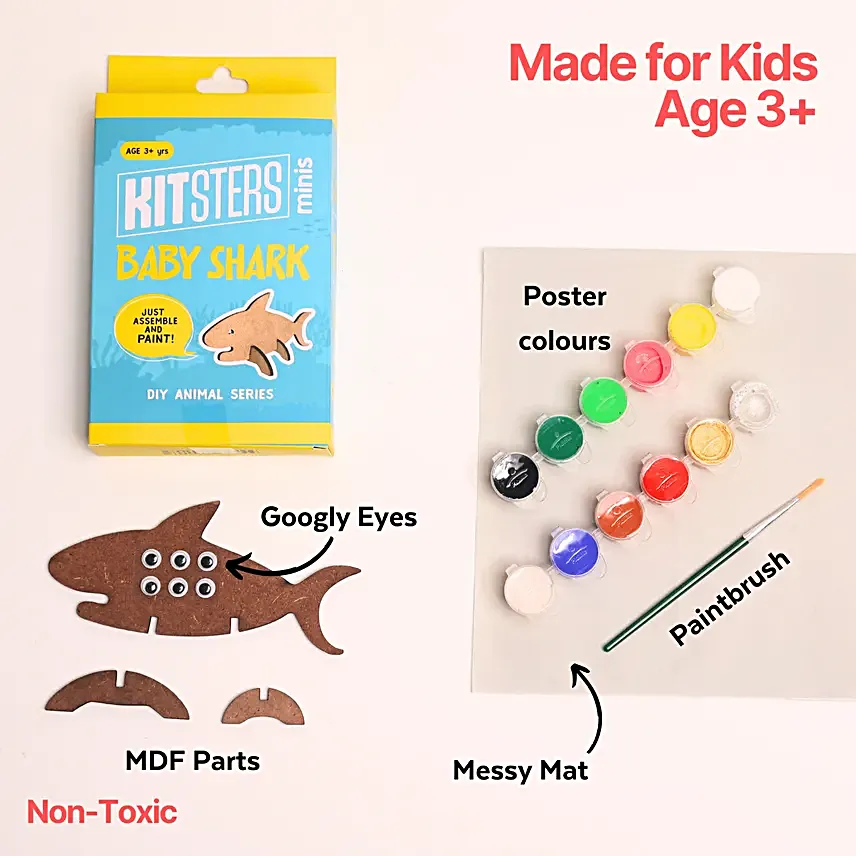 Made for Kids
Age 3+
AGE 3+ yrs
KITSTERS
minis
BABY SHARK
JUST
ASSEMBLE
AND
PAINT!
DIY ANIMAL SERIES
Poster
colours
Googly Eyes
Paintbrush
MDF Parts
Messy Mat
Non-Toxic